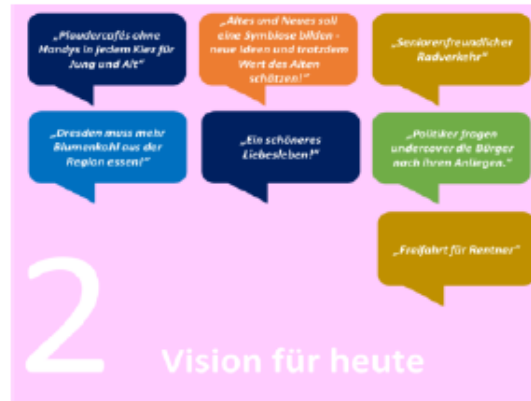 „Plaudercafés ohne
Handys in jedem Kiez für
Jung und Alt“
„Altes und Neues soll
eine Symbiose bilden -
neue Ideen und trotzdem
Wert des Alten
schätzen!“
„Seniorenfreundlicher
Radverkehr“
„Dresden muss mehr
Blumenkohl aus der
Region essen!“
„Ein schöneres
Liebesleben!“
„Politiker fragen
undercover die Bürger
nach ihren Anliegen.“
„Freifahrt für Rentner“
2
Vision für heute